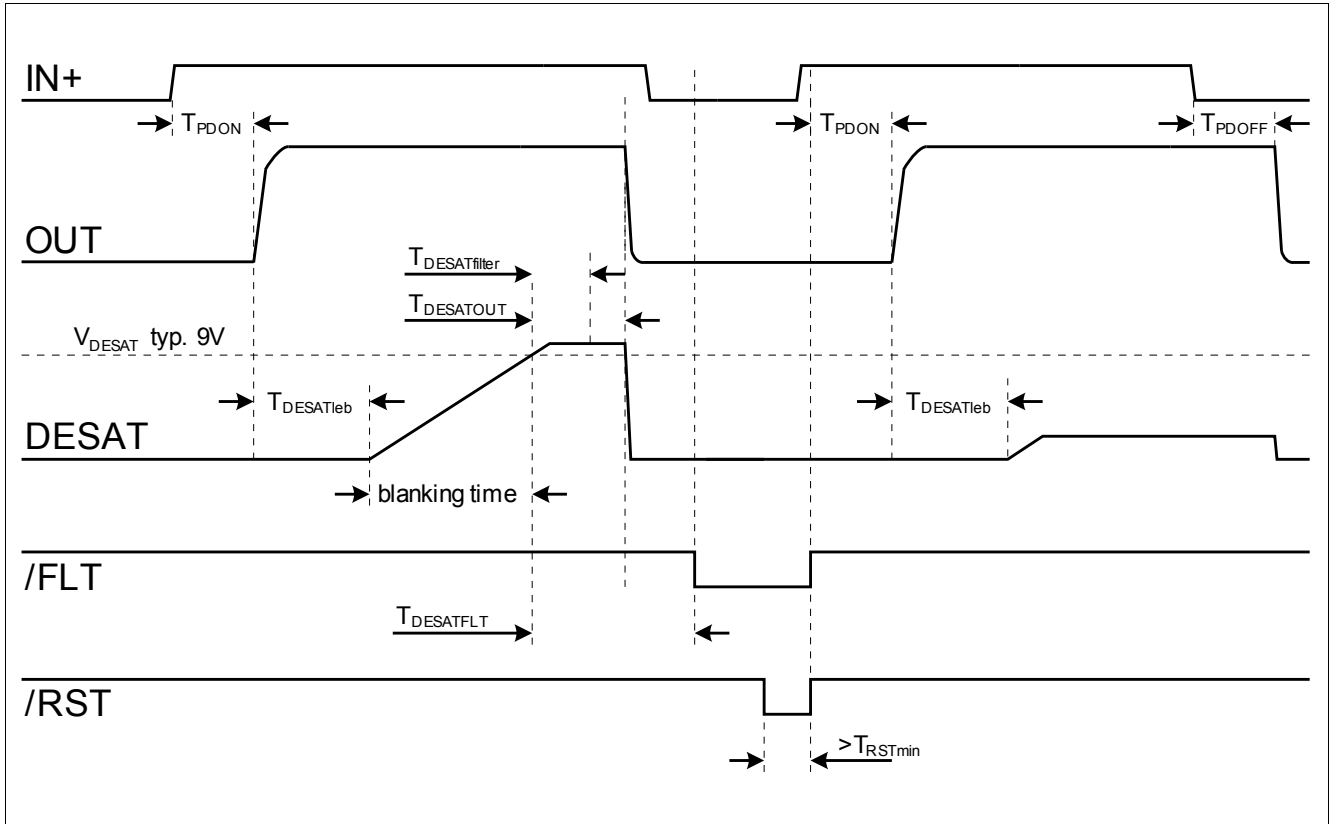 IN+
TPDON
TPDON
TPDOFF
OUT
TDESATfilter
TDESATOUT
VDESAT typ. 9V
TDESATleb
TDESATleb
DESAT
blanking time
/FLT
TDESATFLT
/RST
>TRSTmin